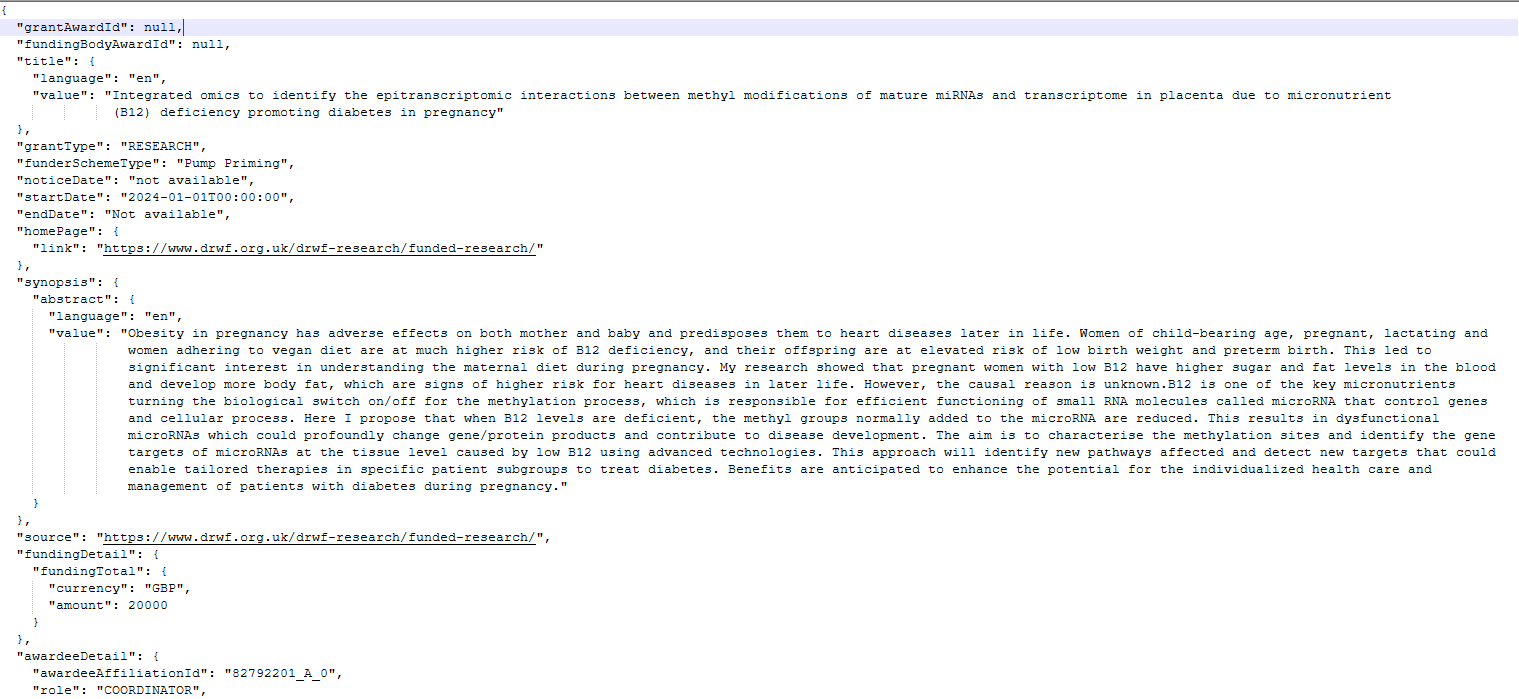 {
"grantAwardId": null,
"fundingBodyAwardId": null,
"title": {
"language": "en",
"value": "Integrated omics to identify the epitranscriptomic interactions between methyl modifications of mature miRNAs and transcriptome in placenta due to micronutrient
(B12) deficiency promoting diabetes in pregnancy"
},
"grantType": "RESEARCH",
"funderSchemeType": "Pump Priming",
"noticeDate": "not available",
"startDate": "2024-01-01T00:00:00",
"endDate": "Not available",
"homePage": {
"link": "https://www.drwf.org.uk/drwf-research/funded-research/"
},
"synopsis": {
"abstract": {
"language": "en",
"value": "Obesity in pregnancy has adverse effects on both mother and baby and predisposes them to heart diseases later in life. Women of child-bearing age, pregnant, lactating and
women adhering to vegan diet are at much higher risk of B12 deficiency, and their offspring are at elevated risk of low birth weight and preterm birth. This led to
significant interest in understanding the maternal diet during pregnancy. My research showed that pregnant women with low B12 have higher sugar and fat levels in the blood
and develop more body fat, which are signs of higher risk for heart diseases in later life. However, the causal reason is unknown.B12 is one of the key micronutrients
turning the biological switch on/off for the methylation process, which is responsible for efficient functioning of small RNA molecules called microRNA that control genes
and cellular process. Here I propose that when B12 levels are deficient, the methyl groups normally added to the microRNA are reduced. This results in dysfunctional
microRNAs which could profoundly change gene/protein products and contribute to disease development. The aim is to characterise the methylation sites and identify the gene
targets of microRNAs at the tissue level caused by low B12 using advanced technologies. This approach will identify new pathways affected and detect new targets that could
enable tailored therapies in specific patient subgroups to treat diabetes. Benefits are anticipated to enhance the potential for the individualized health care and
management of patients with diabetes during pregnancy."
}
},
"source": "https://www.drwf.org.uk/drwf-research/funded-research/",
"fundingDetail": {
"fundingTotal": {
"currency": "GBP",
"amount": 20000
}
},
"awardeeDetail": {
"awardeeAffiliationId": "82792201_A_0",
"role": "COORDINATOR",